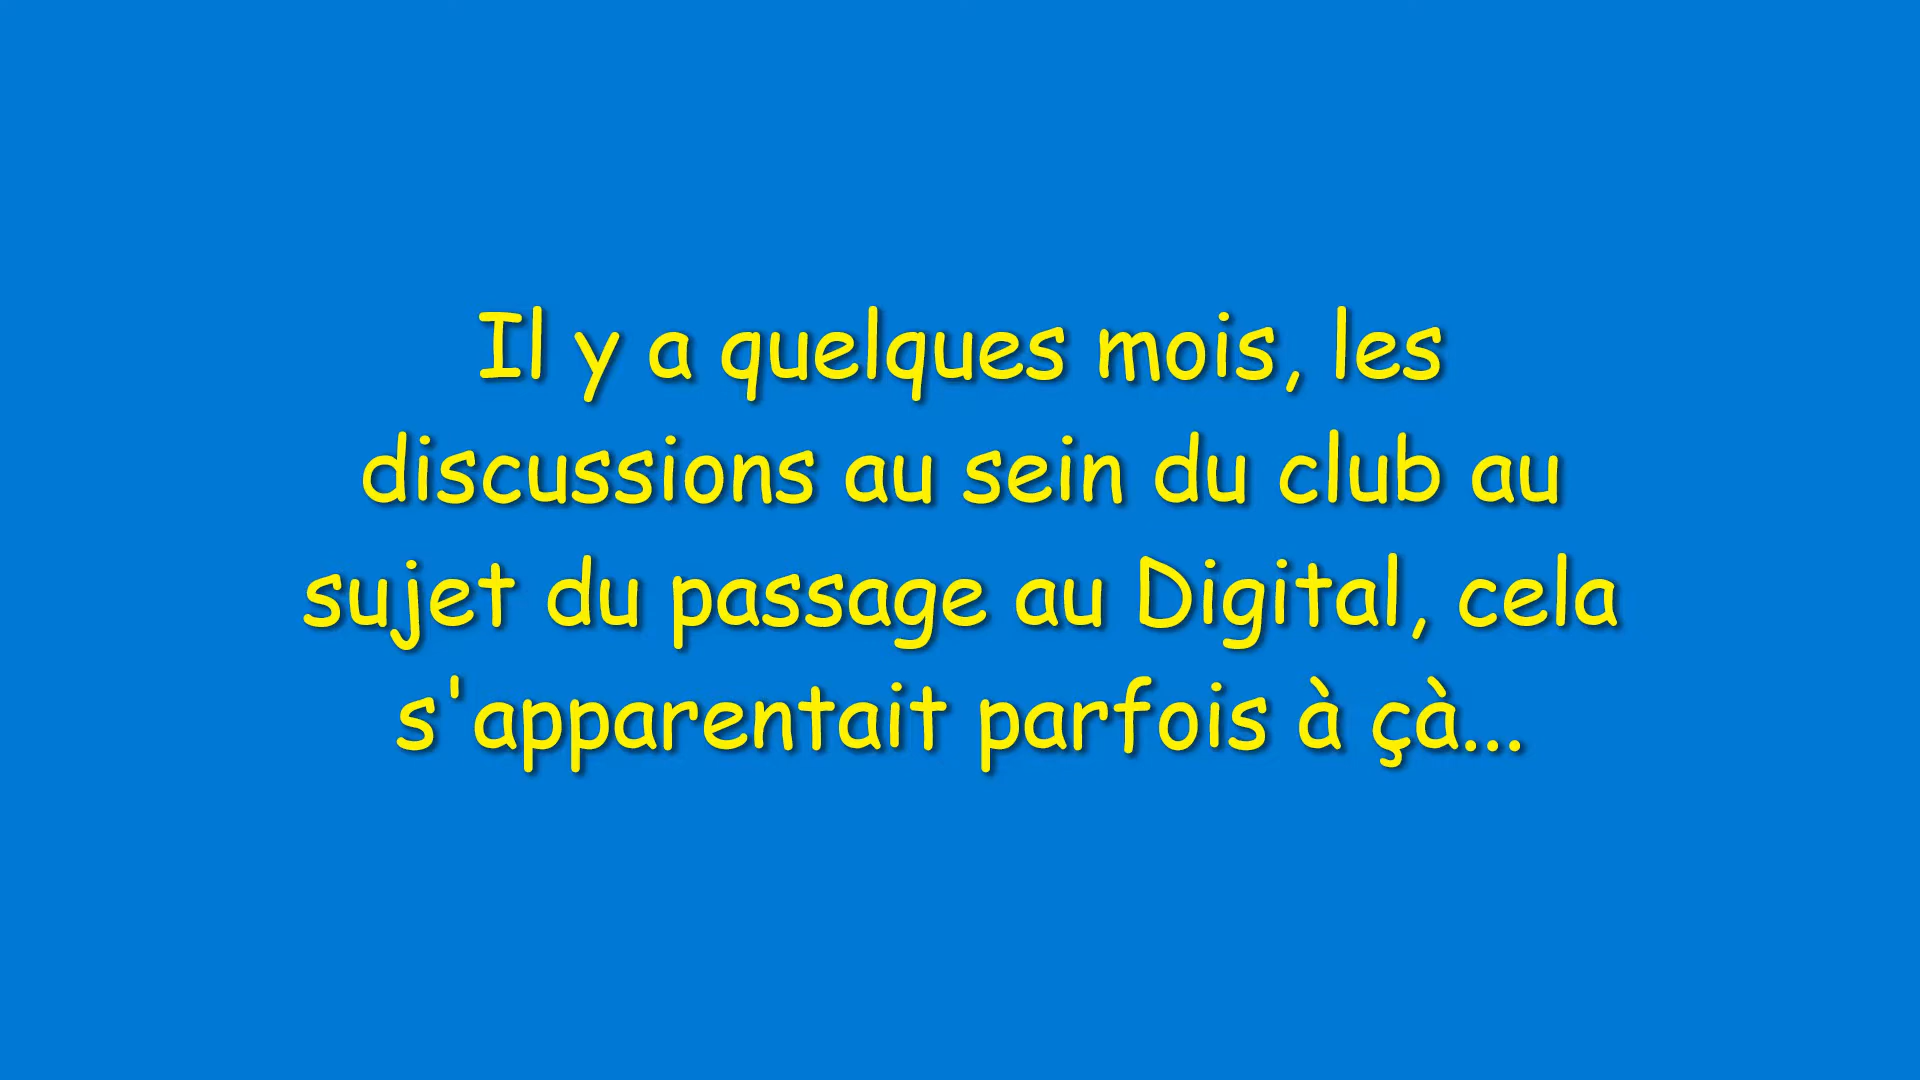 Il y a quelques mois, les
discussions au sein du club au
sujet du passage au Digital, cela
s'apparentait parfois à çà...